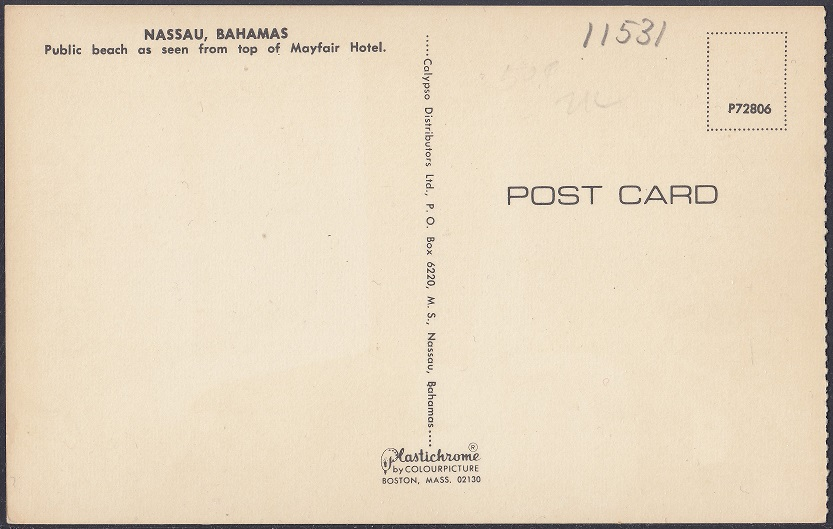 NASSAU, BAHAMAS
Public beach as seen from top of Mayfair Hotel.
.....Calypso Distributors Ltd., P. O. Box 6220, M. S., Nassau, Bahamas....
11531
P72806
POST CARD
Plastichrome®
by COLOURPICTURE
BOSTON, MASS. 02130